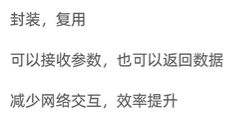 封装，复用
可以接收参数，也可以返回数据
减少网络交互，效率提升